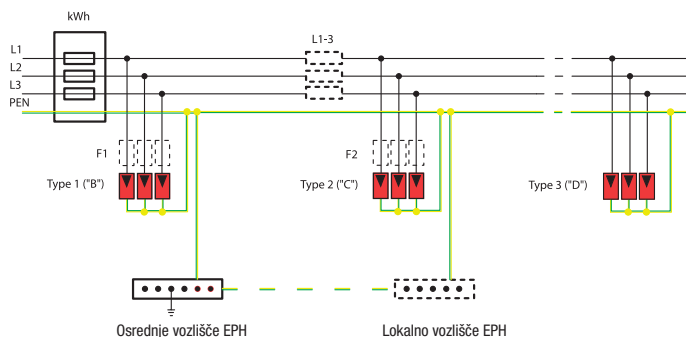 kWh
L1-3
L1
L2
L3
PEN
F1
F2
Type 1 ("B")
Type 2 ("C")
Type 3 ("D")
Osrednje vozlišče EPH
Lokalno vozlišče EPH